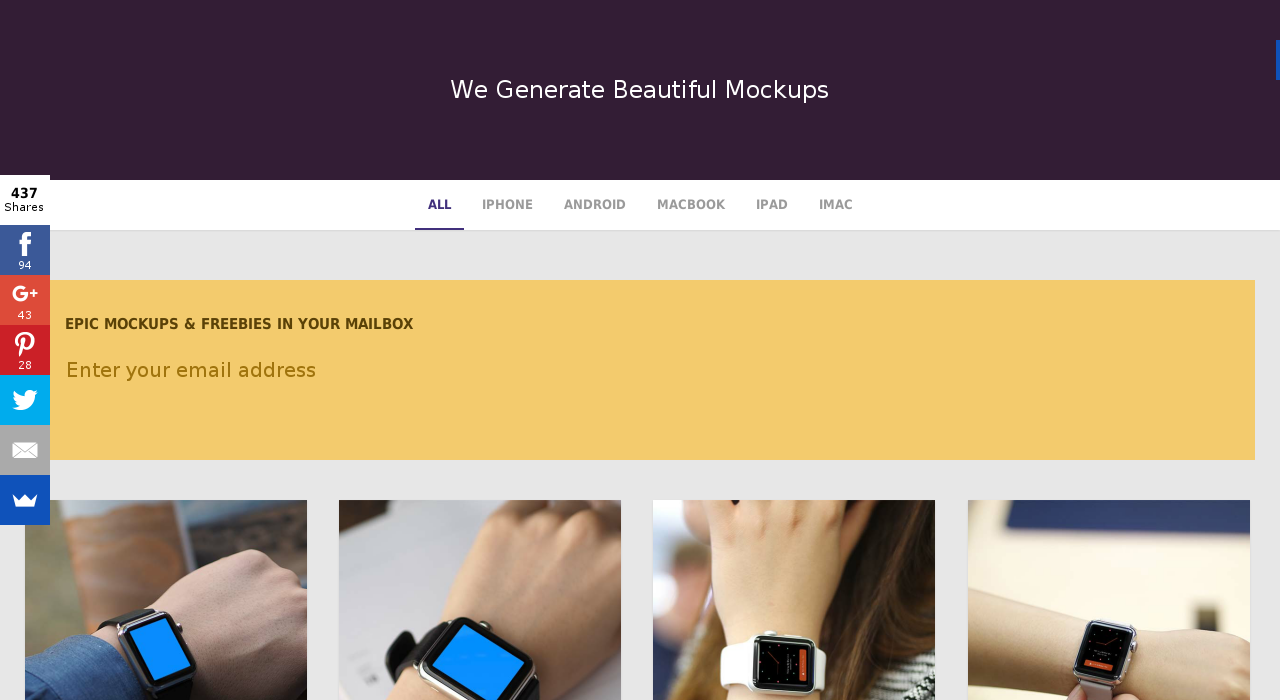 We Generate Beautiful Mockups
437
Shares
ALL IPHONE ANDROID MACBOOK IPAD IMAC
94
43
28
EPIC MOCKUPS & FREEBIES IN YOUR MAILBOX
Enter your email address